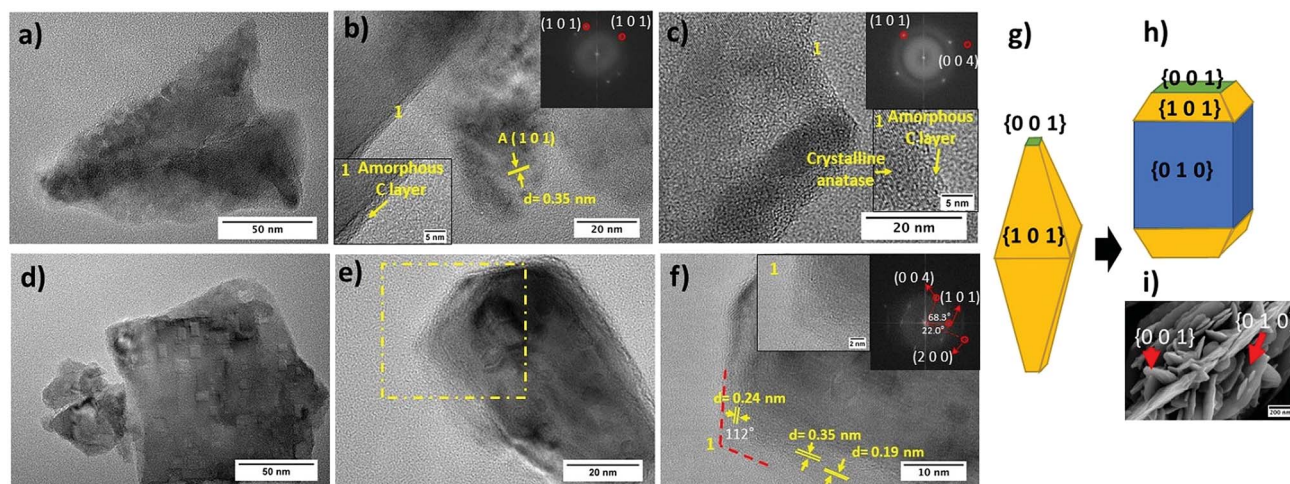 a)
50 nm
b)
(1 0 1)
(1 0 1)
1
A (1 0 1)
d= 0.35 nm
1 Amorphous
C layer
5 nm
20 nm
c)
1
(1 0 1)
(0 0 4)
1 Amorphous
C layer
Crystalline
anatase
5 nm
20 nm
d)
50 nm
e)
20 nm
f)
1
2 nm
(0 0 4)
(1 0 1)
68.3°
22.0°
(2 0 0)
d= 0.24 nm
112°
1
d= 0.35 nm
d= 0.19 nm
10 nm
g)
{0 0 1}
{1 0 1}
h)
{0 0 1}
{1 0 1}
{0 1 0}
i)
{0 0 1}
{0 1 0}
200 nm